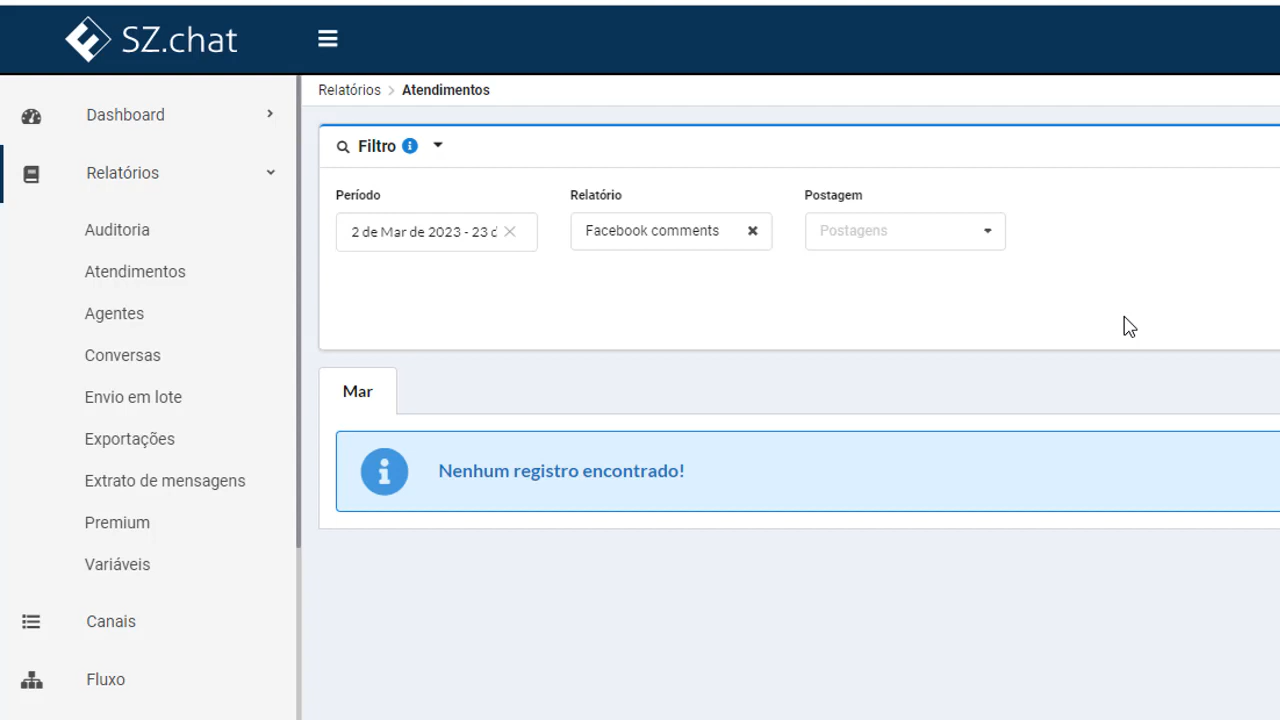 SZ.chat
Dashboard
Relatórios
Auditoria
Atendimentos
Agentes
Conversas
Envio em lote
Exportações
Extrato de mensagens
Premium
Variáveis
Canais
Fluxo
Relatórios > Atendimentos
Filtro
Período
2 de Mar de 2023 - 23 d
Relatório
Facebook comments
Postagem
Postagens
Mar
Nenhum registro encontrado!